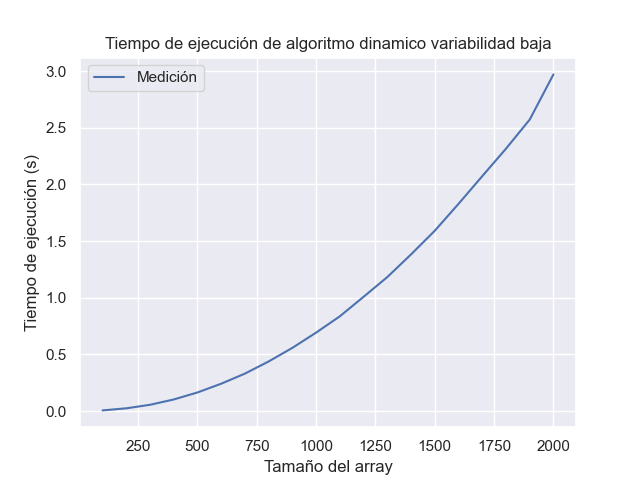 Tiempo de ejecución de algoritmo dinamico variabilidad baja
Medición
3.0
2.5
2.0
1.5
1.0
0.5
0.0
Tiempo de ejecución (s)
250 500 750 1000 1250 1500 1750 2000
Tamaño del array